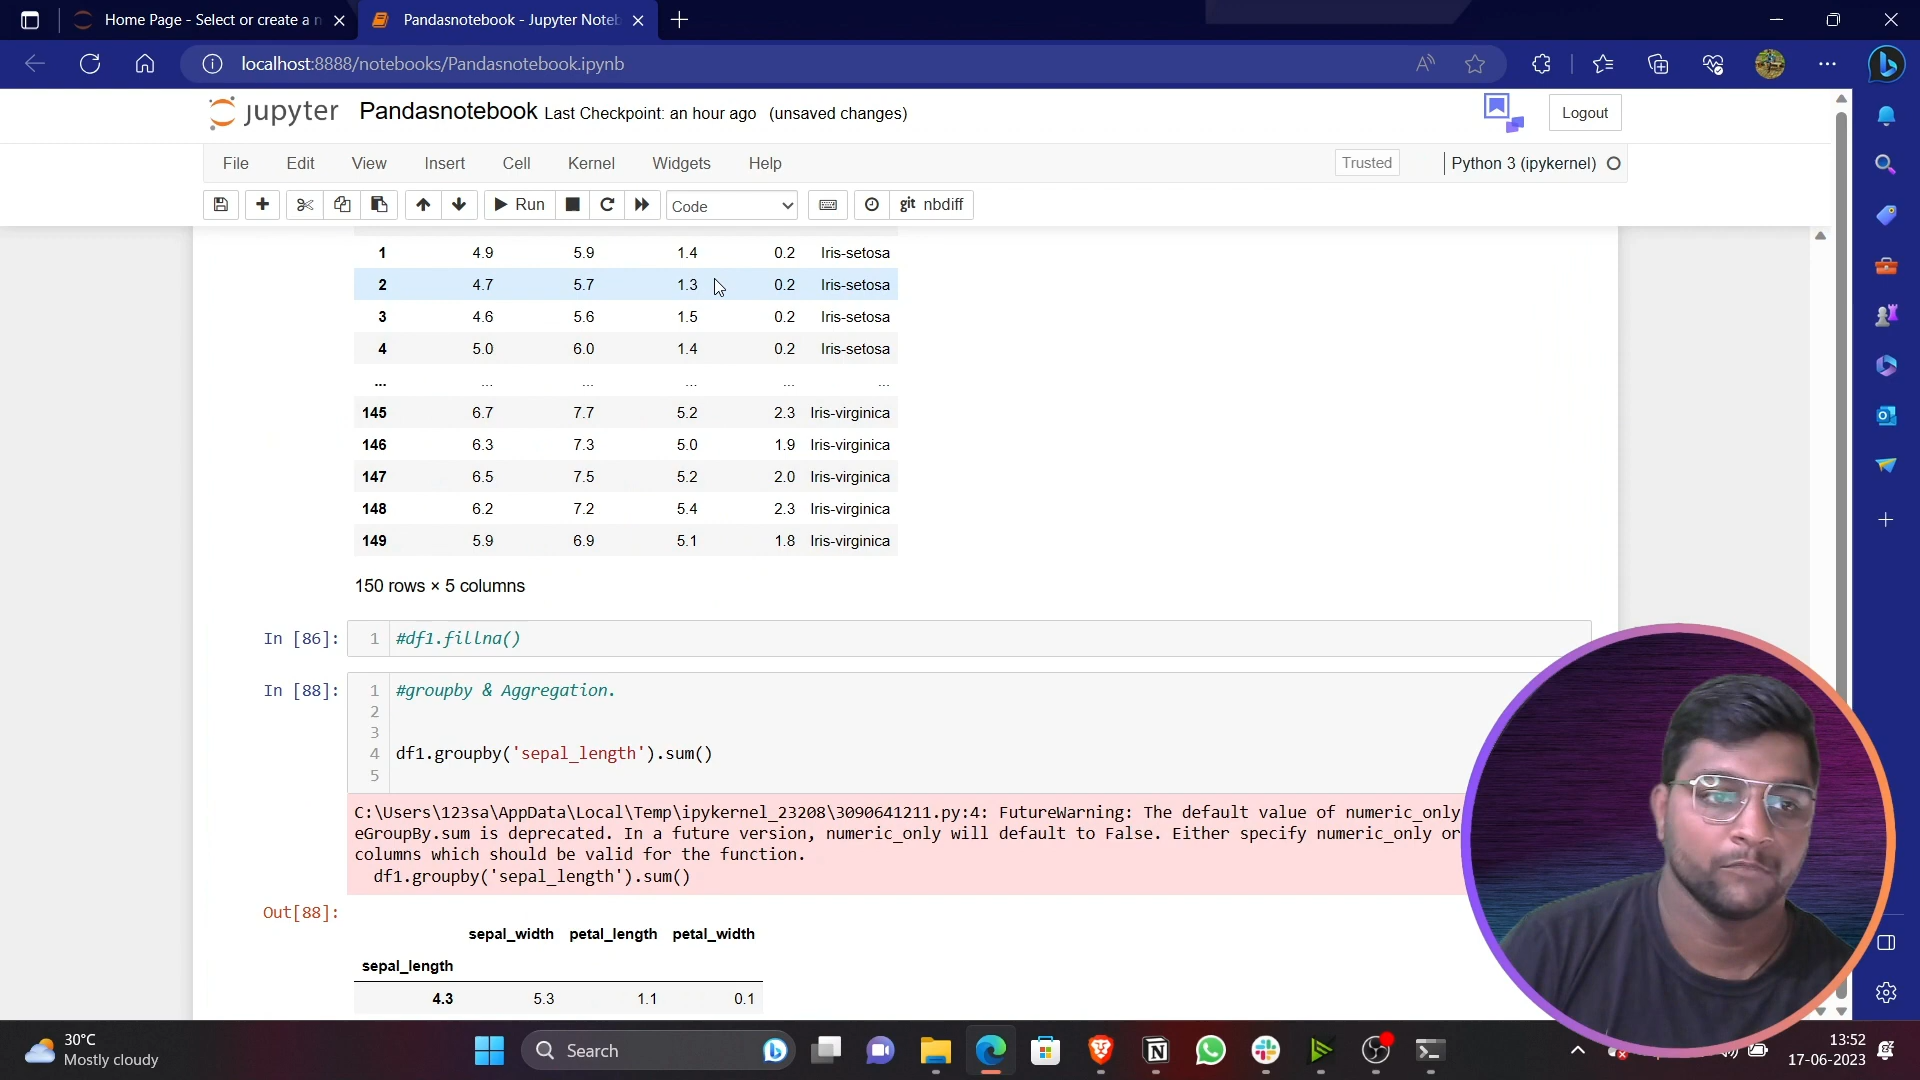 Home Page - Select or create a n
Pandasnotebook - Jupyter Noteb
localhost:8888/notebooks/Pandasnotebook.ipynb
jupyter Pandasnotebook Last Checkpoint: an hour ago (unsaved changes)
Logout
File Edit View Insert Cell Kernel Widgets Help
Trusted
Python 3 (ipykernel)
Run Code git nbdiff
1 4.9 5.9 1.4 0.2 Iris-setosa
2 4.7 5.7 1.3 0.2 Iris-setosa
3 4.6 5.6 1.5 0.2 Iris-setosa
4 5.0 6.0 1.4 0.2 Iris-setosa
... ... ... ... ... ...
145 6.7 7.7 5.2 2.3 Iris-virginica
146 6.3 7.3 5.0 1.9 Iris-virginica
147 6.5 7.5 5.2 2.0 Iris-virginica
148 6.2 7.2 5.4 2.3 Iris-virginica
149 5.9 6.9 5.1 1.8 Iris-virginica
150 rows × 5 columns
In [86]: 1 #df1.fillna()
In [88]: 1 #groupby & Aggregation.
2
3
4 df1.groupby('sepal_length').sum()
5
C:\Users\123sa\AppData\Local\Temp\ipykernel_23208\3090641211.py:4: FutureWarning: The default value of numeric_only
eGroupBy.sum is deprecated. In a future version, numeric_only will default to False. Either specify numeric_only or
columns which should be valid for the function.
df1.groupby('sepal_length').sum()
Out[88]:
sepal_width petal_length petal_width
sepal_length
4.3 5.3 1.1 0.1
30°C
Mostly cloudy
Search
13:52
17-06-2023